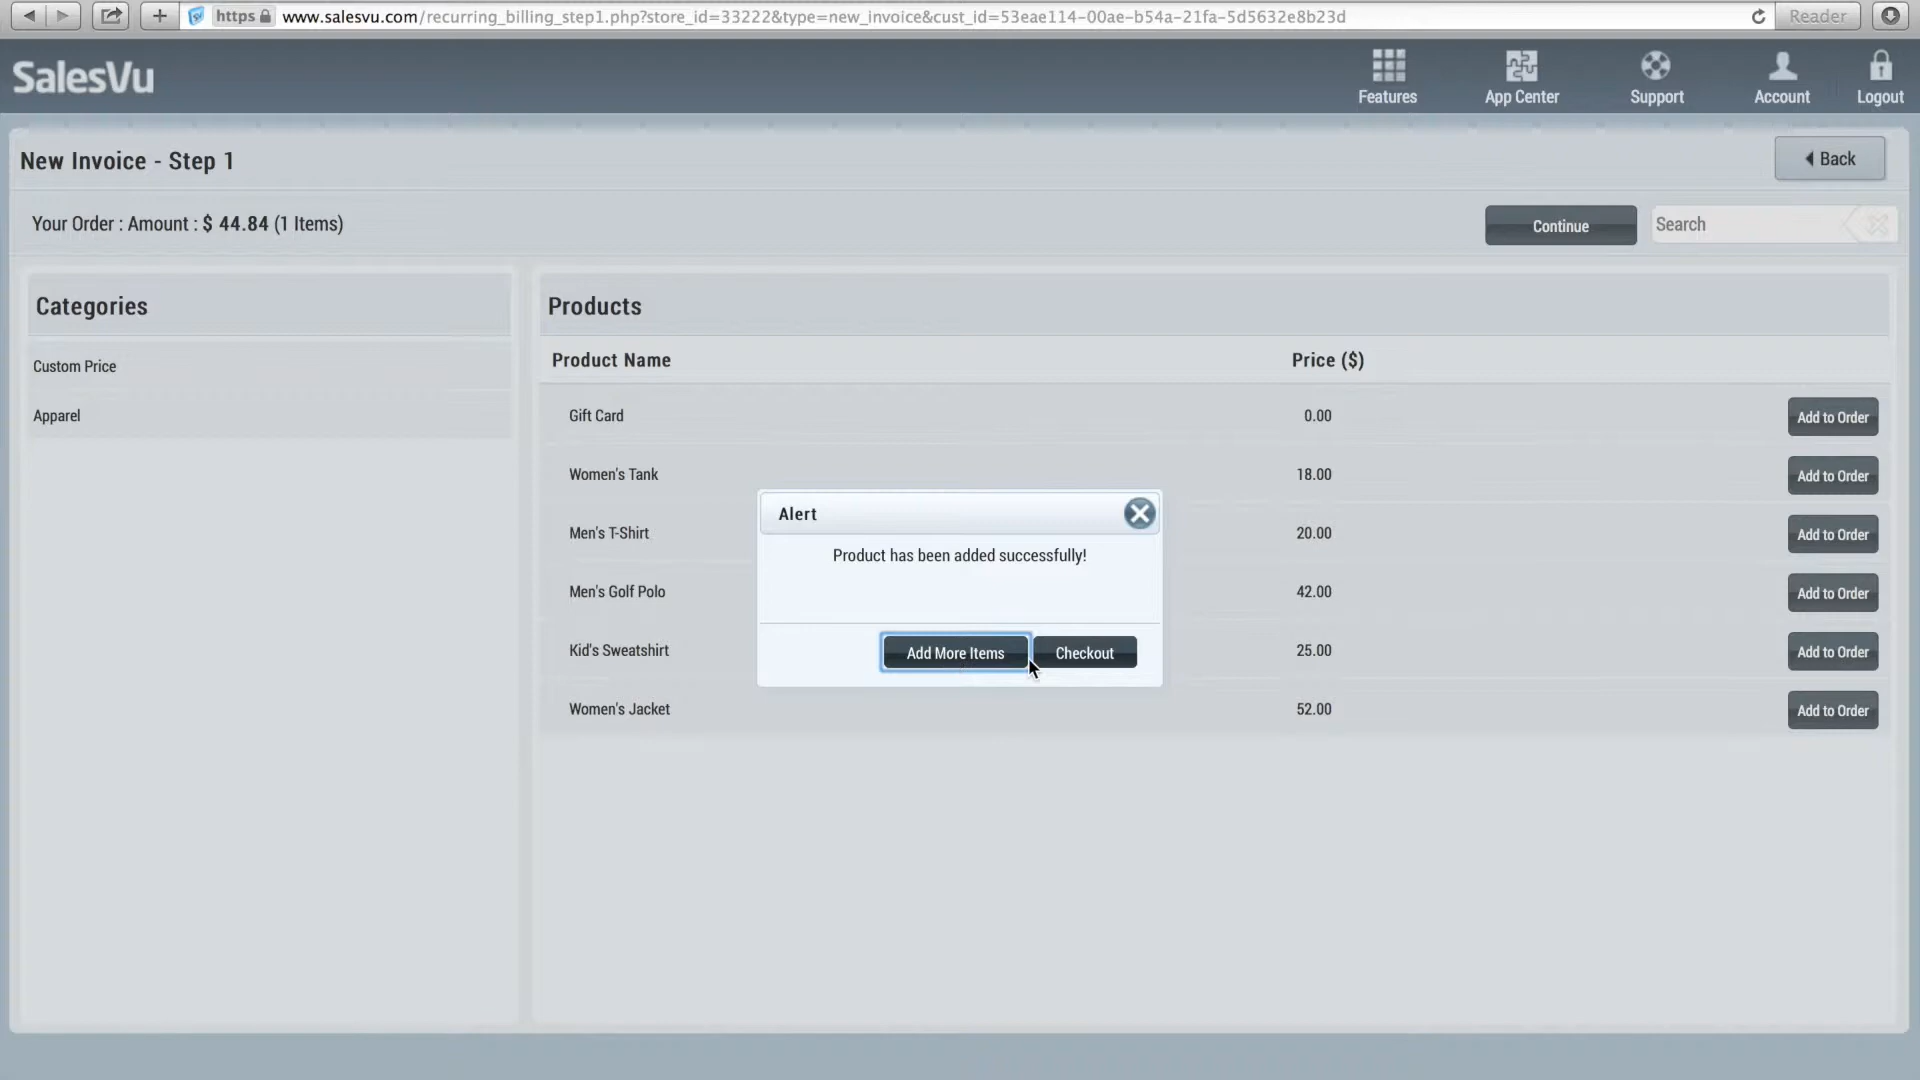 https www.salesvu.com/recurring_billing_step1.php?store_id=33222&type=new_invoice&cust_id=53eae114-00ae-b54a-21fa-5d5632e8b23d Reader
SalesVu
Features App Center Support Account Logout
New Invoice - Step 1
Back
Your Order : Amount : $ 44.84 (1 Items)
Continue
Search
Categories
Custom Price
Apparel
Products
Product Name Price ($)
Gift Card 0.00 Add to Order
Women's Tank 18.00 Add to Order
Men's T-Shirt 20.00 Add to Order
Men's Golf Polo 42.00 Add to Order
Kid's Sweatshirt 25.00 Add to Order
Women's Jacket 52.00 Add to Order
Alert
Product has been added successfully!
Add More Items Checkout